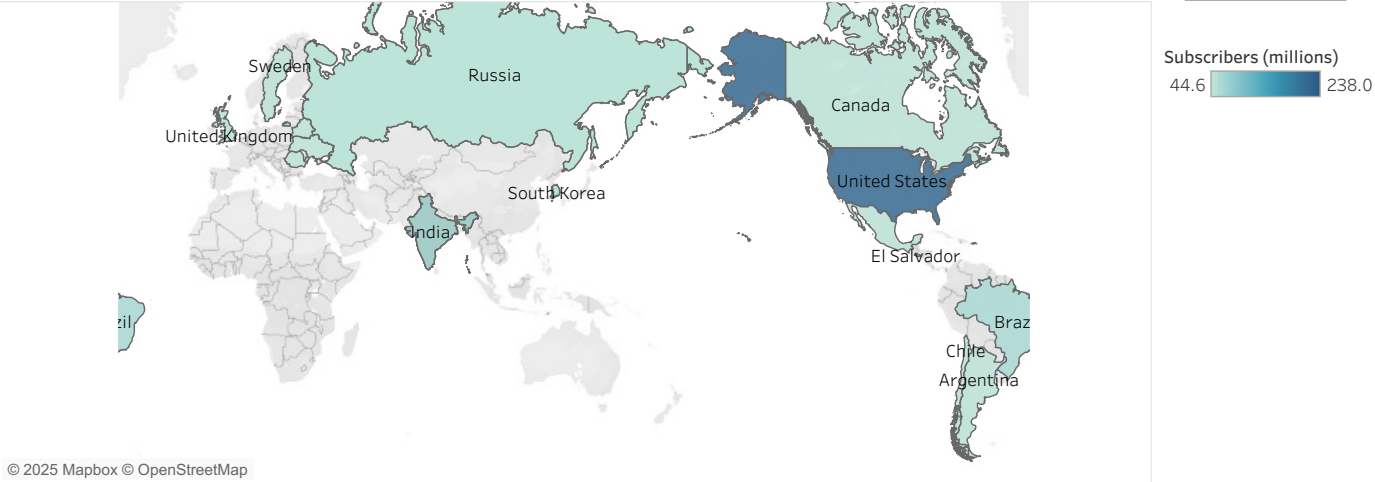 Sweden
Russia
United Kingdom
South Korea
India
Canada
United States
El Salvador
zil
Braz
Chile
Argentina
Subscribers (millions)
44.6 238.0
© 2025 Mapbox © OpenStreetMap